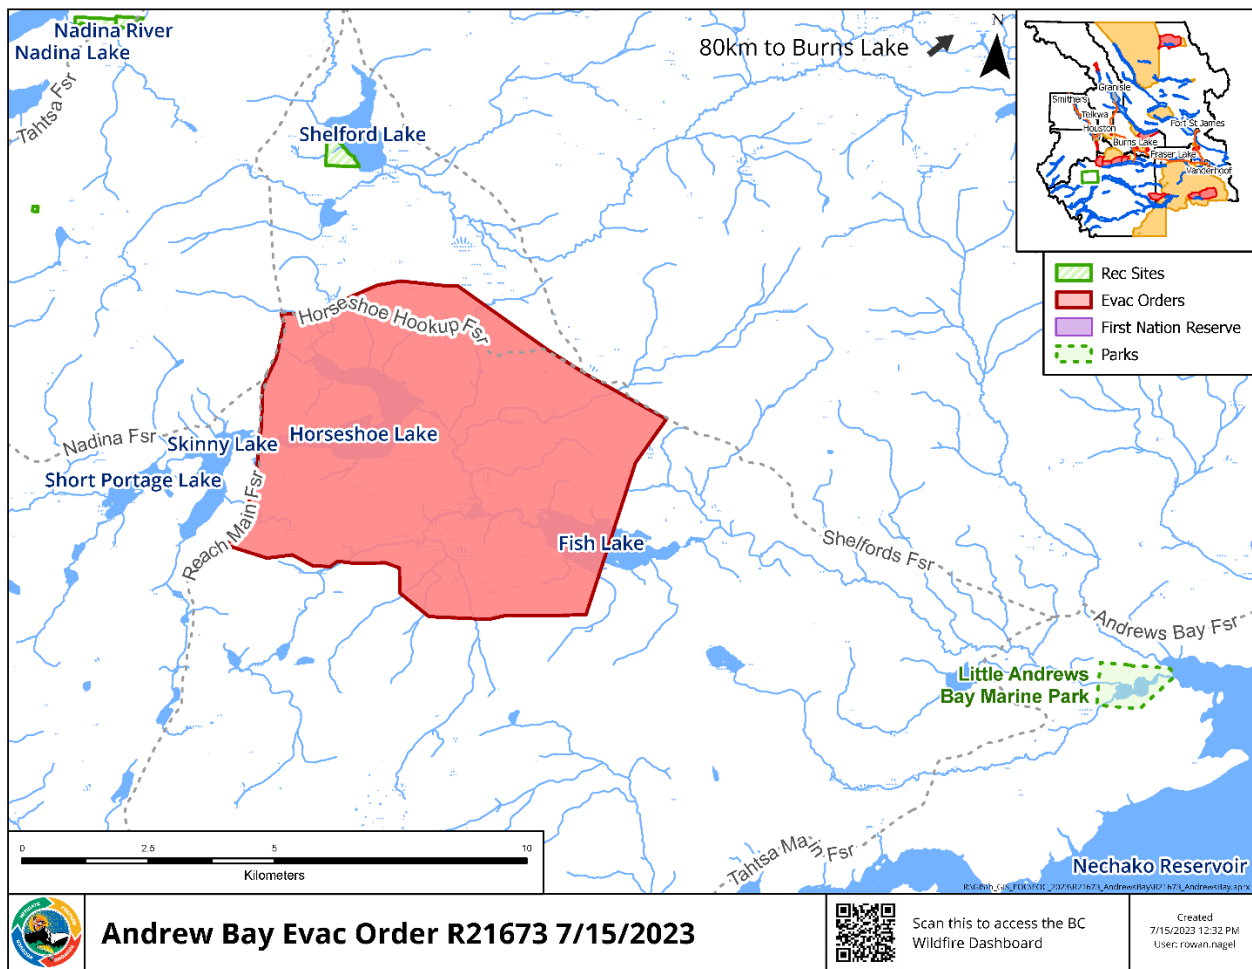 Nadina River
Nadina Lake
Tahtsa Fsr
80km to Burns Lake
N
Granisle
Smithers
Telkwa
Houston
Fort St James
Burns Lake
Fraser Lake
Vanderhoof
Shelford Lake
Rec Sites
Evac Orders
First Nation Reserve
Parks
Horseshoe Hookup Fsr
Nadina Fsr
Skinny Lake
Horseshoe Lake
Short Portage Lake
Reach Main Fsr
Fish Lake
Shelfords Fsr
Andrews Bay Fsr
Little Andrews
Bay Marine Park
Tahtsa Main Fsr
Nechako Reservoir
0 2.5 5 10
Kilometers
Andrew Bay Evac Order R21673 7/15/2023
Scan this to access the BC
Wildfire Dashboard
Created
7/15/2023 12:32 PM
User: rowan.nagel